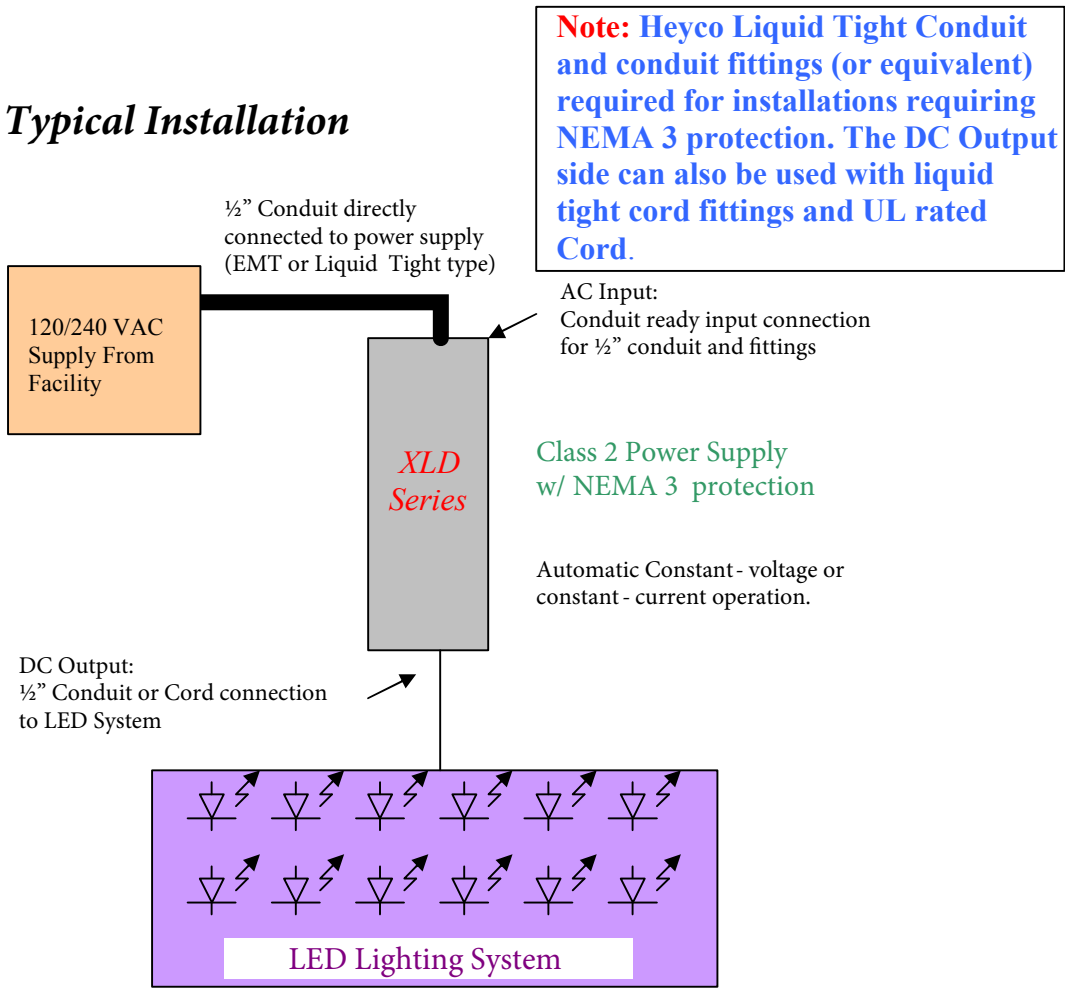 Typical Installation
Note: Heyco Liquid Tight Conduit
and conduit fittings (or equivalent)
required for installations requiring
NEMA 3 protection. The DC Output
side can also be used with liquid
tight cord fittings and UL rated
Cord.
½” Conduit directly
connected to power supply
(EMT or Liquid Tight type)
120/240 VAC
Supply From
Facility
AC Input:
Conduit ready input connection
for ½” conduit and fittings
XLD
Series
Class 2 Power Supply
w/ NEMA 3 protection
Automatic Constant - voltage or
constant - current operation.
DC Output:
½” Conduit or Cord connection
to LED System
LED Lighting System